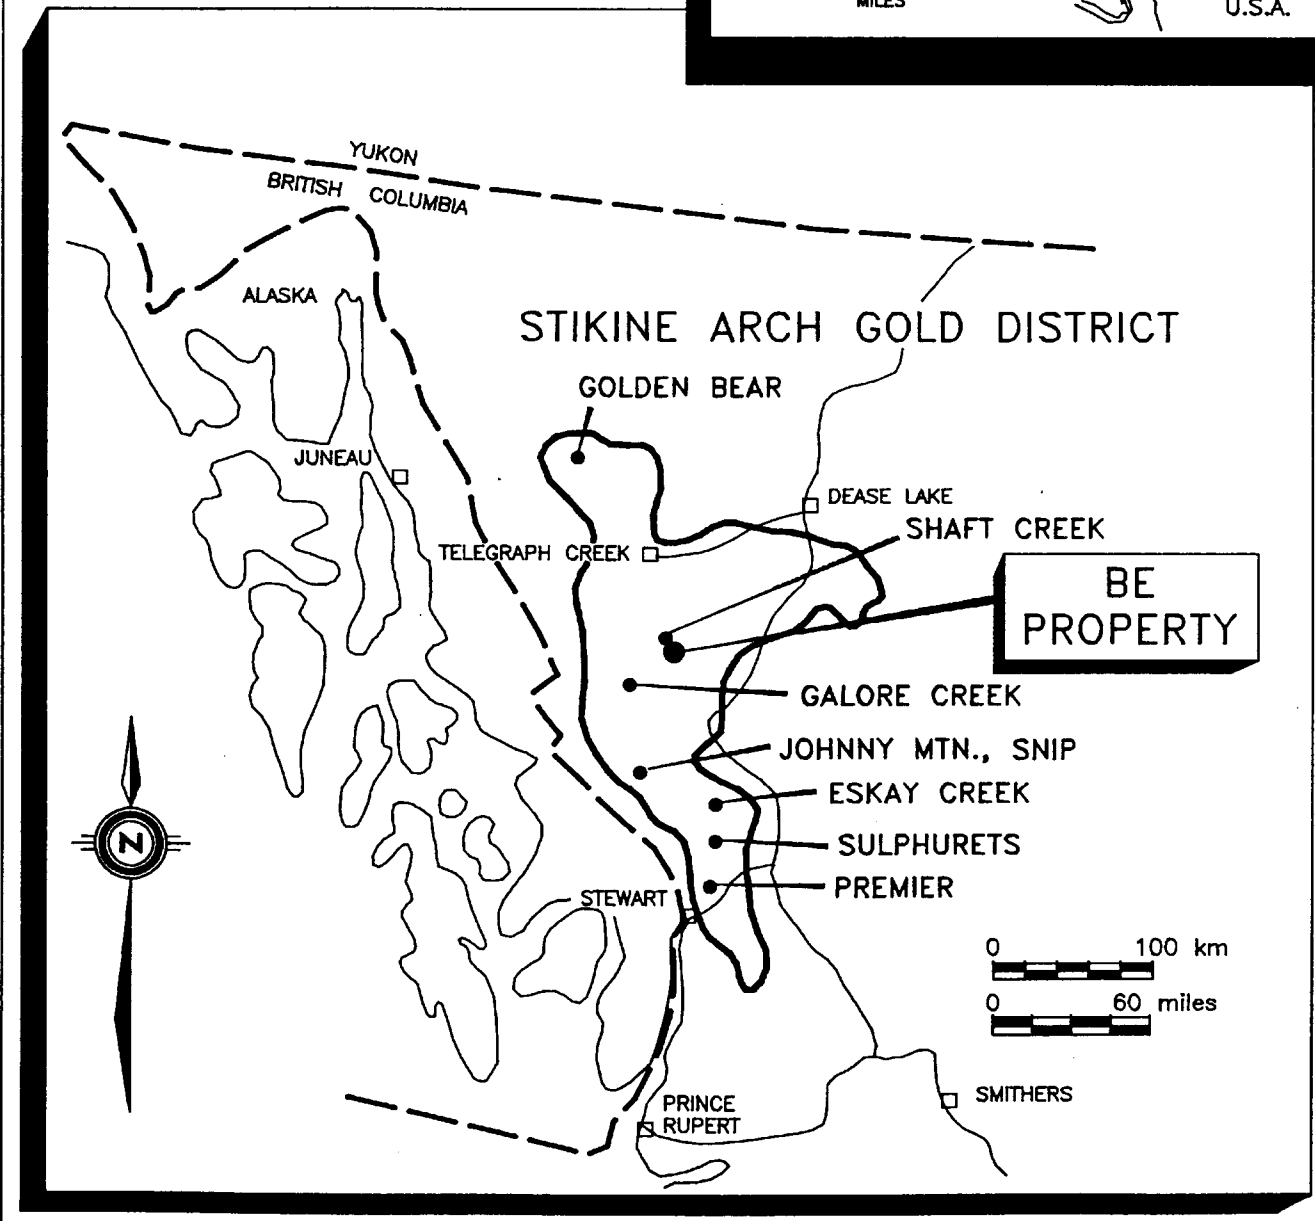 MILES
U.S.A.
YUKON
BRITISH COLUMBIA
ALASKA
STIKINE ARCH GOLD DISTRICT
GOLDEN BEAR
JUNEAU
DEASE LAKE
SHAFT CREEK
TELEGRAPH CREEK
BE
PROPERTY
GALORE CREEK
JOHNNY MTN., SNIP
ESKAY CREEK
N
SULPHURETS
PREMIER
STEWART
0 100 km
0 60 miles
SMITHERS
PRINCE
RUPERT